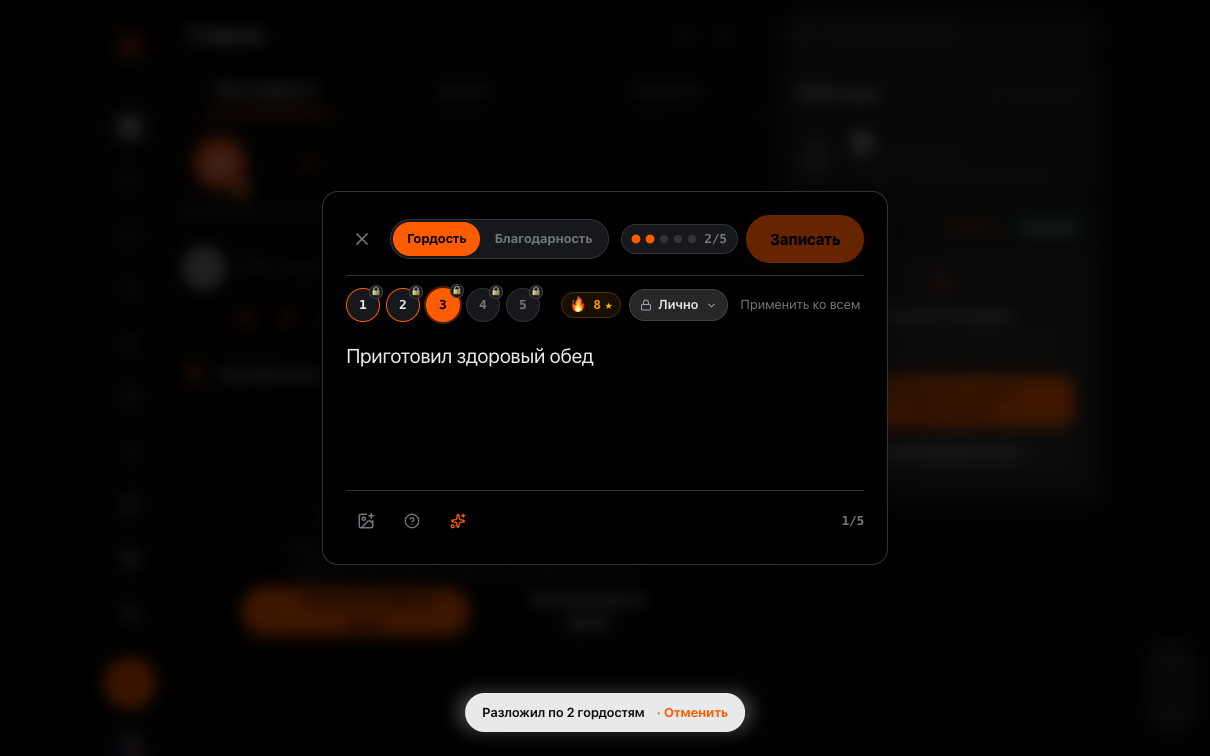 Гордость Благодарность 2/5 Записать
1 2 3 4 5 8 ★ Лично Применить ко всем
Приготовил здоровый обед
1/5
Разложил по 2 гордостям · Отменить